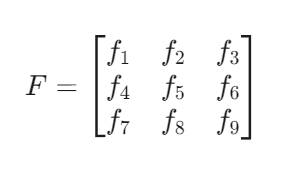 F = [ f₁ f₂ f₃
f₄ f₅ f₆
f₇ f₈ f₉ ]